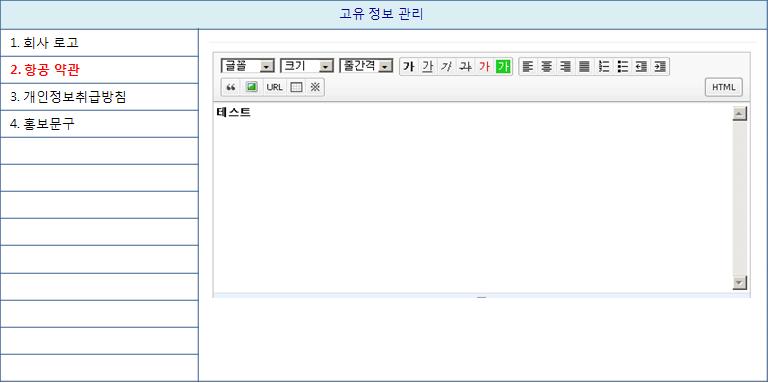 고유 정보 관리
1. 회사 로고
2. 항공 약관
3. 개인정보취급방침
4. 홍보문구
글꼴 크기 줄간격 가 가 가 가 가 가
URL ※ HTML
테스트